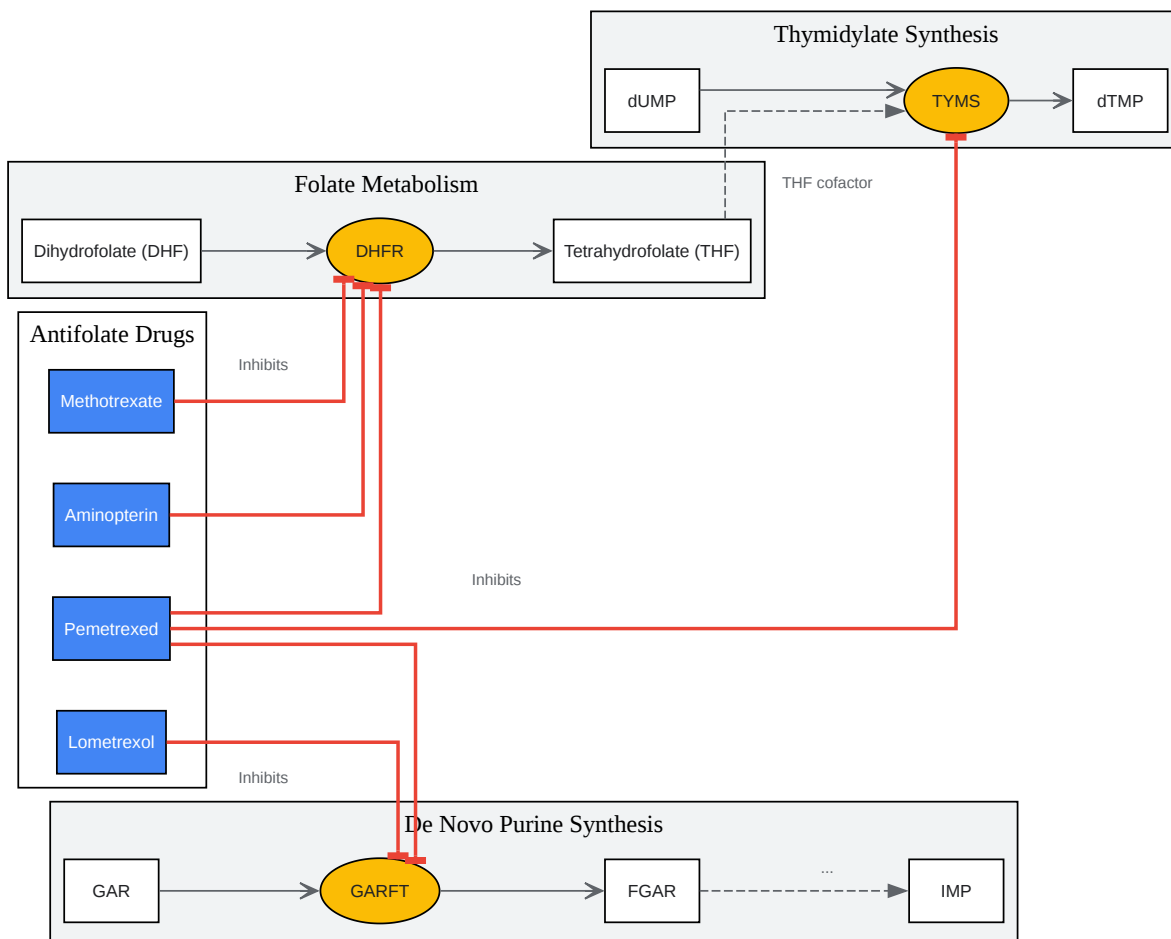 Thymidylate Synthesis
dUMP
TYMS
dTMP
THF cofactor
Folate Metabolism
Dihydrofolate (DHF)
DHFR
Tetrahydrofolate (THF)
Antifolate Drugs
Inhibits
Methotrexate
Aminopterin
Inhibits
Pemetrexed
Lometrexol
Inhibits
De Novo Purine Synthesis
GAR
GARFT
FGAR
...
IMP